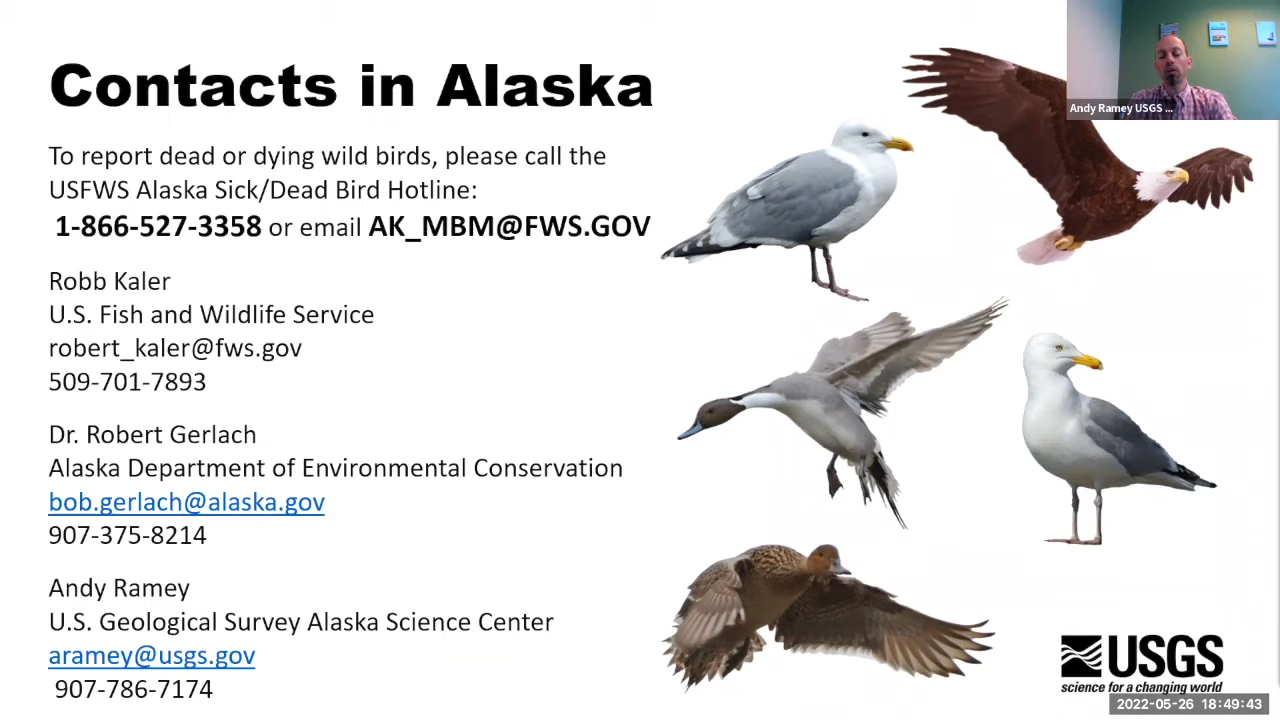 Contacts in Alaska
To report dead or dying wild birds, please call the
USFWS Alaska Sick/Dead Bird Hotline:
1-866-527-3358 or email AK_MBM@FWS.GOV
Robb Kaler
U.S. Fish and Wildlife Service
robert_kaler@fws.gov
509-701-7893
Dr. Robert Gerlach
Alaska Department of Environmental Conservation
bob.gerlach@alaska.gov
907-375-8214
Andy Ramey
U.S. Geological Survey Alaska Science Center
aramey@usgs.gov
907-786-7174
Andy Ramey USGS ...
USGS
science for a changing world
2022-05-26 18:49:43